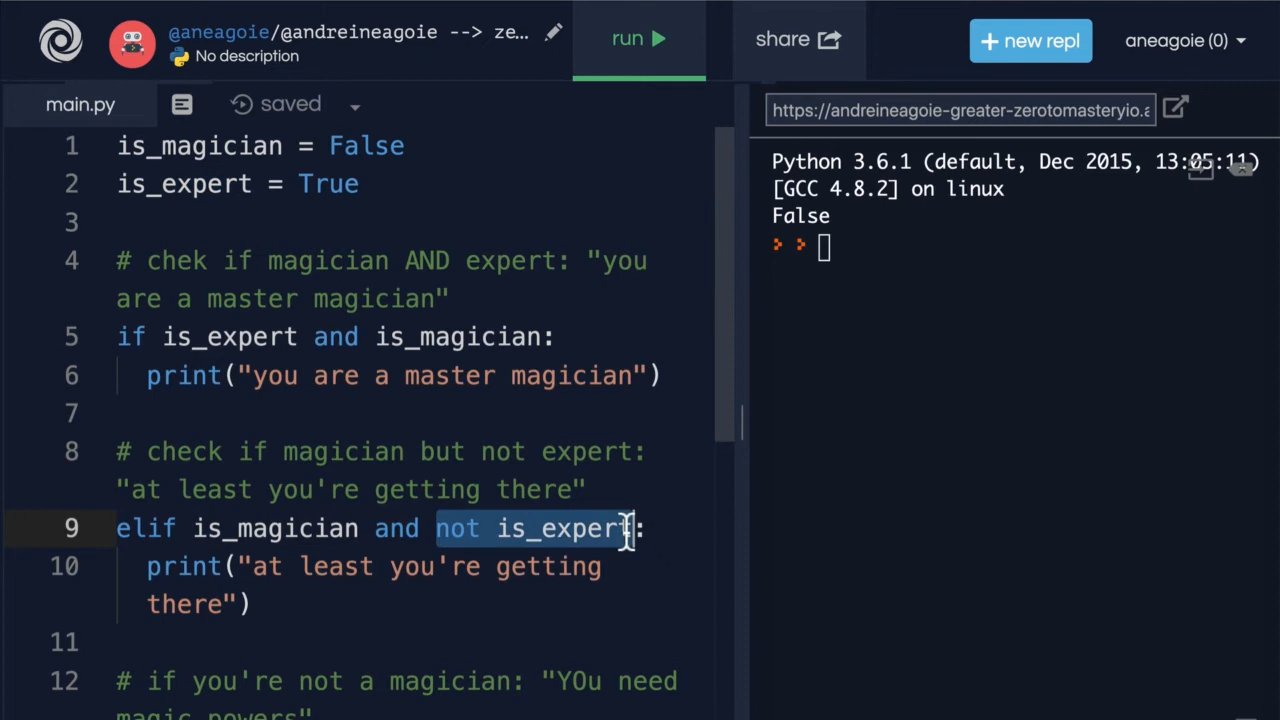 @aneagoie/@andreineagoie --> ze...
No description
run
share
+ new repl
aneagoie (0)
main.py
saved
https://andreineagoie-greater-zerotomasteryio.a
1 is_magician = False
2 is_expert = True
3
4 # chek if magician AND expert: "you
are a master magician"
5 if is_expert and is_magician:
6 print("you are a master magician")
7
8 # check if magician but not expert:
"at least you're getting there"
9 elif is_magician and not is_expert:
10 print("at least you're getting
there")
11
12 # if you're not a magician: "YOu need
magic powers"
Python 3.6.1 (default, Dec 2015, 13:05:11)
[GCC 4.8.2] on linux
False